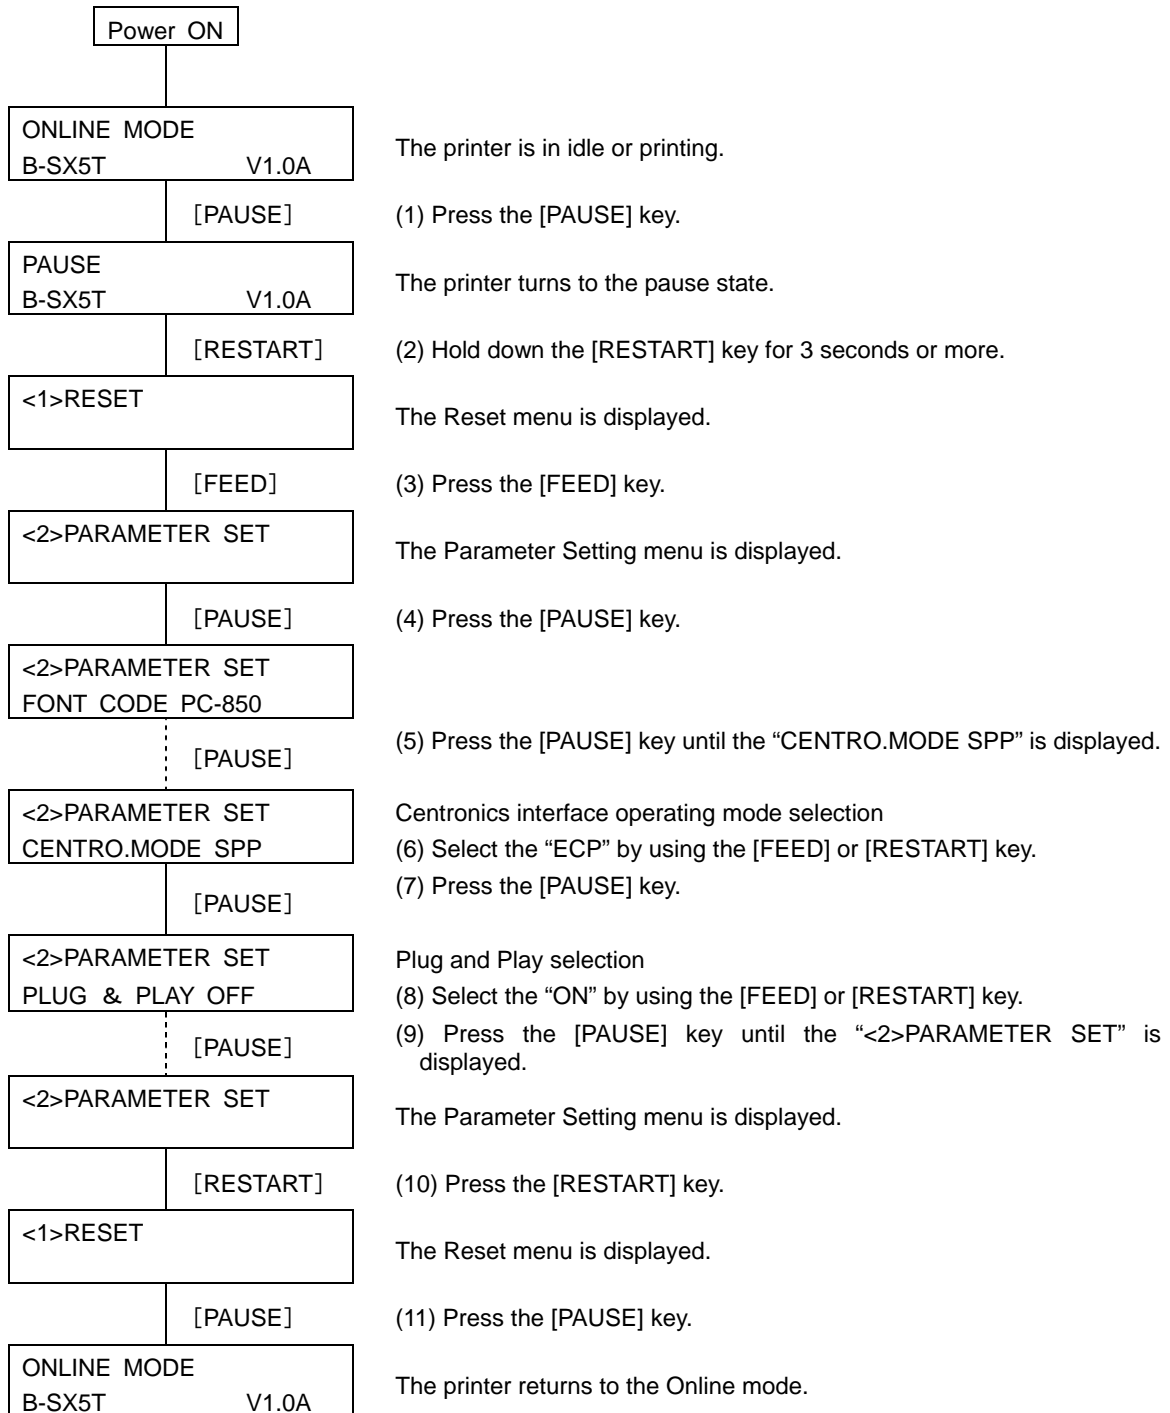 Power ON
ONLINE MODE
B-SX5T V1.0A
The printer is in idle or printing.
[PAUSE]
(1) Press the [PAUSE] key.
PAUSE
B-SX5T V1.0A
The printer turns to the pause state.
[RESTART]
(2) Hold down the [RESTART] key for 3 seconds or more.
<1>RESET
The Reset menu is displayed.
[FEED]
(3) Press the [FEED] key.
<2>PARAMETER SET
The Parameter Setting menu is displayed.
[PAUSE]
(4) Press the [PAUSE] key.
<2>PARAMETER SET
FONT CODE PC-850
[PAUSE]
(5) Press the [PAUSE] key until the “CENTRO.MODE SPP” is displayed.
<2>PARAMETER SET
CENTRO.MODE SPP
Centronics interface operating mode selection
(6) Select the “ECP” by using the [FEED] or [RESTART] key.
(7) Press the [PAUSE] key.
[PAUSE]
<2>PARAMETER SET
PLUG & PLAY OFF
Plug and Play selection
(8) Select the “ON” by using the [FEED] or [RESTART] key.
(9) Press the [PAUSE] key until the “<2>PARAMETER SET” is
displayed.
[PAUSE]
<2>PARAMETER SET
The Parameter Setting menu is displayed.
[RESTART]
(10) Press the [RESTART] key.
<1>RESET
The Reset menu is displayed.
[PAUSE]
(11) Press the [PAUSE] key.
ONLINE MODE
B-SX5T V1.0A
The printer returns to the Online mode.